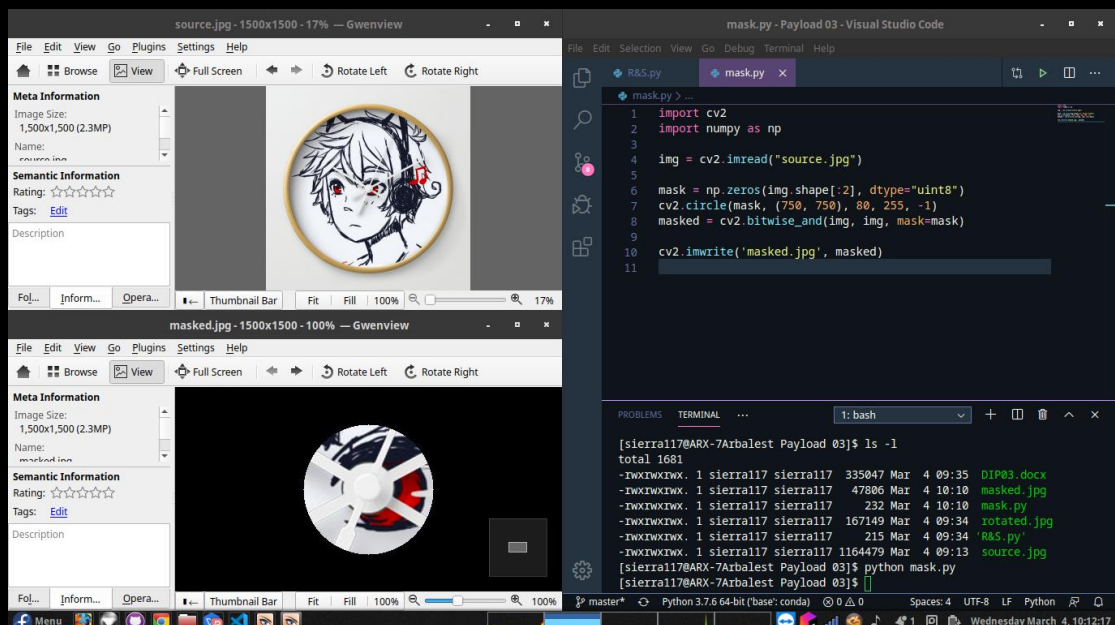 source.jpg - 1500x1500 - 17% — Gwenview
File Edit View Go Plugins Settings Help
Browse View Full Screen Rotate Left Rotate Right
Meta Information
Image Size:
1,500x1,500 (2.3MP)
Name:
Semantic Information
Rating:
Tags: Edit
Description
Fol... Inform... Opera... Thumbnail Bar Fit Fill 100% 17%
masked.jpg - 1500x1500 - 100% — Gwenview
File Edit View Go Plugins Settings Help
Browse View Full Screen Rotate Left Rotate Right
Meta Information
Image Size:
1,500x1,500 (2.3MP)
Name:
Semantic Information
Rating:
Tags: Edit
Description
Fol... Inform... Opera... Thumbnail Bar Fit Fill 100% 100%
mask.py - Payload 03 - Visual Studio Code
File Edit Selection View Go Debug Terminal Help
R&S.py mask.py
mask.py > ...
1 import cv2
2 import numpy as np
3
4 img = cv2.imread("source.jpg")
5
6 mask = np.zeros(img.shape[:2], dtype="uint8")
7 cv2.circle(mask, (750, 750), 80, 255, -1)
8 masked = cv2.bitwise_and(img, img, mask=mask)
9
10 cv2.imwrite('masked.jpg', masked)
11
PROBLEMS TERMINAL ... 1: bash
[sierra117@ARX-7Arbalest Payload 03]$ ls -l
total 1681
-rwxrwxrwx. 1 sierra117 sierra117 335047 Mar 4 09:35 DIP03.docx
-rwxrwxrwx. 1 sierra117 sierra117 47806 Mar 4 10:10 masked.jpg
-rwxrwxrwx. 1 sierra117 sierra117 232 Mar 4 10:10 mask.py
-rwxrwxrwx. 1 sierra117 sierra117 167149 Mar 4 09:34 rotated.jpg
-rwxrwxrwx. 1 sierra117 sierra117 215 Mar 4 09:34 'R&S.py'
-rwxrwxrwx. 1 sierra117 sierra117 1164479 Mar 4 09:13 source.jpg
[sierra117@ARX-7Arbalest Payload 03]$ python mask.py
[sierra117@ARX-7Arbalest Payload 03]$
master* Python 3.7.6 64-bit ('base': conda) 0 0 Spaces: 4 UTF-8 LF Python
Menu 1 Wednesday March 4, 10:12:17